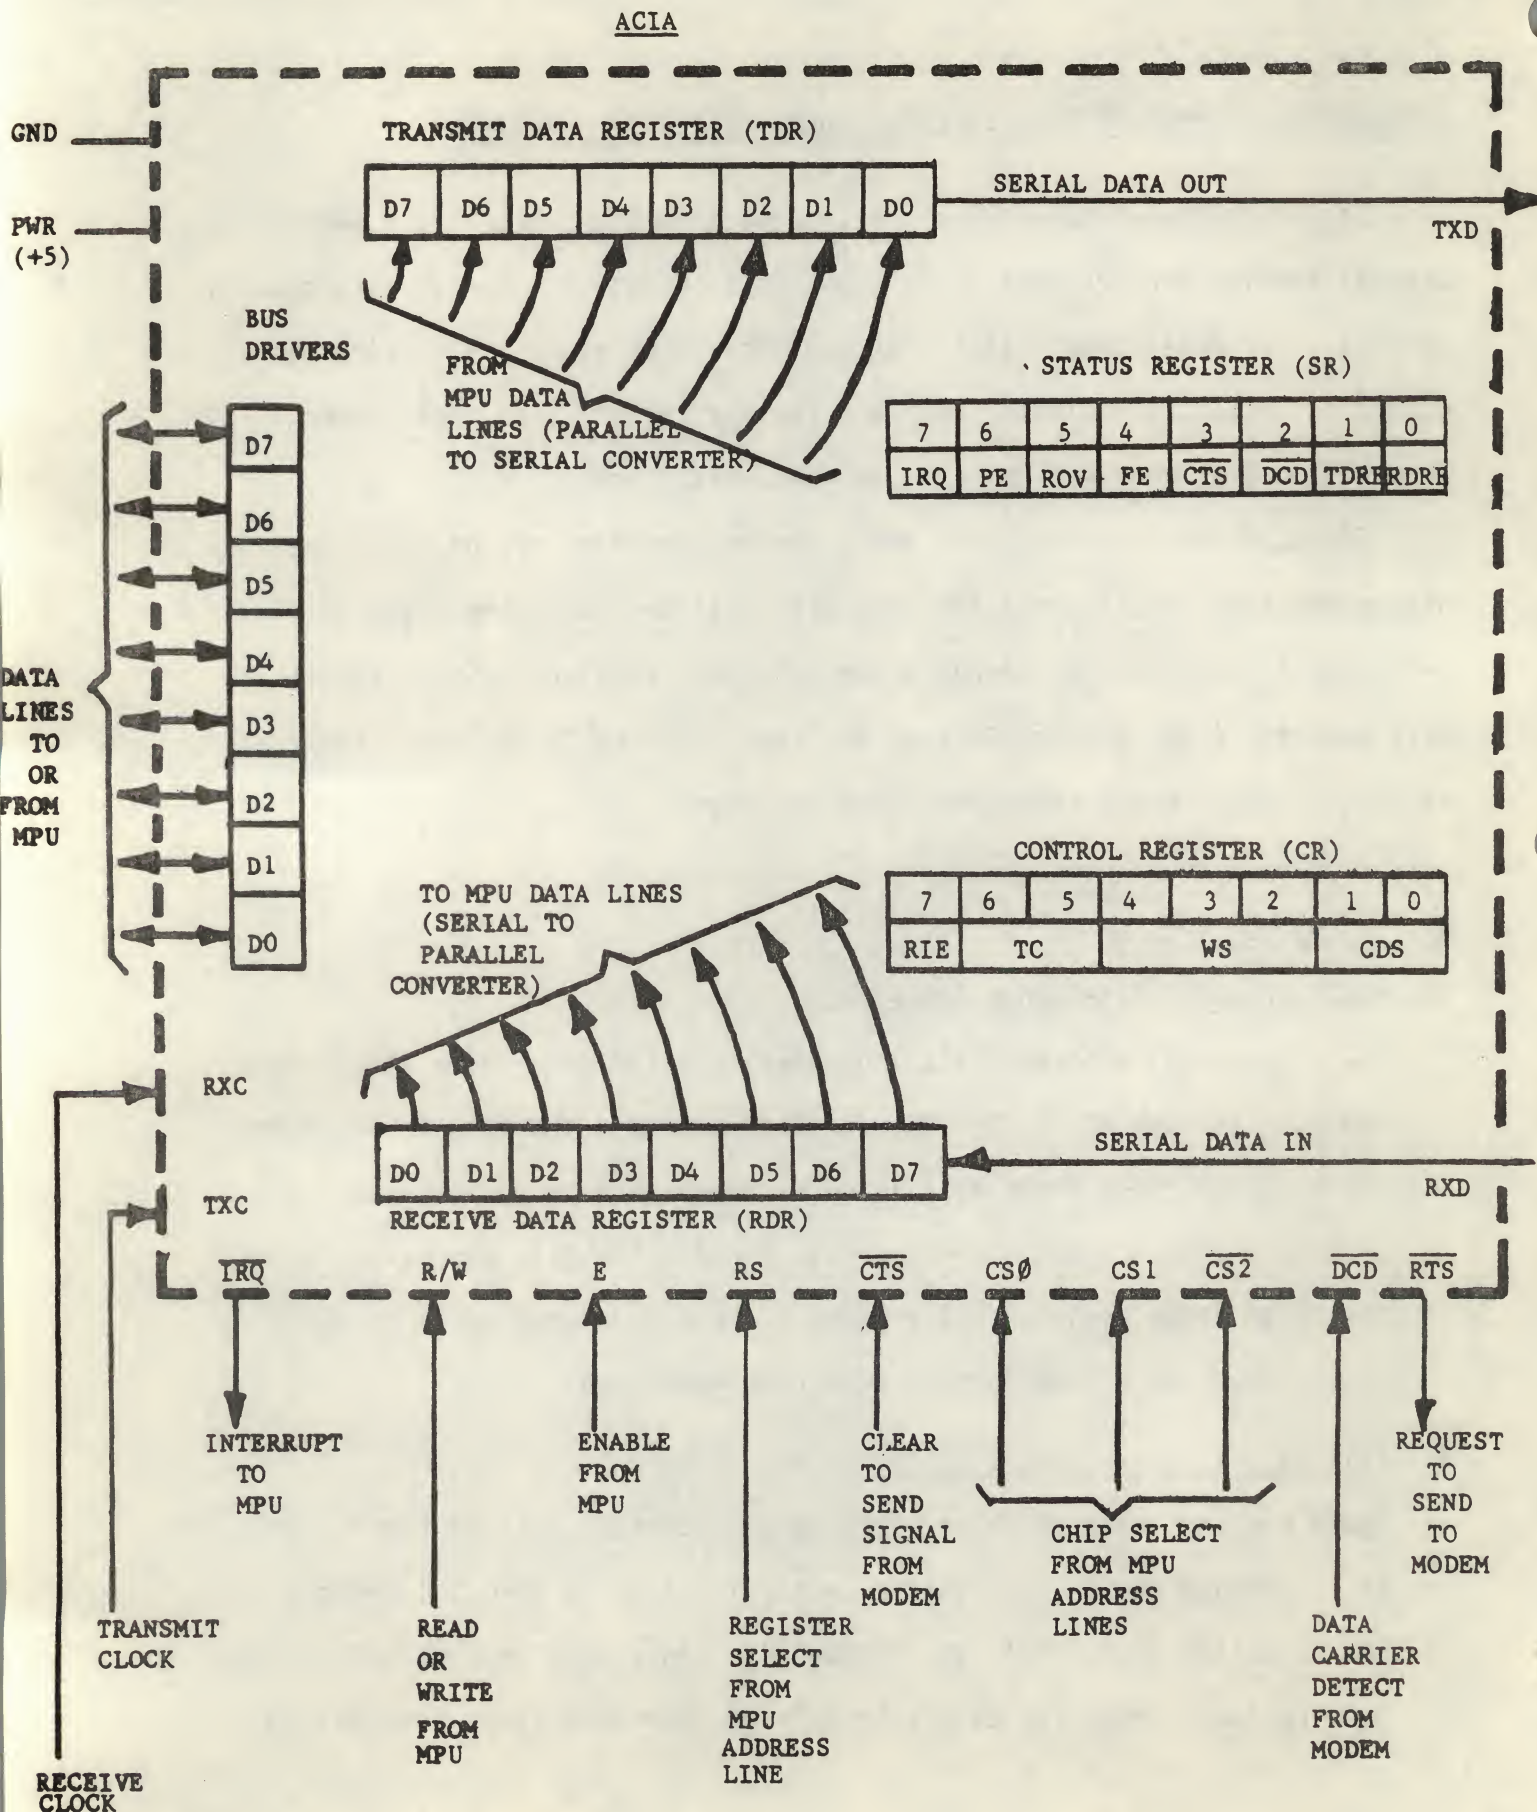 ACIA
GND
PWR
(+5)
TRANSMIT DATA REGISTER (TDR)
D7 D6 D5 D4 D3 D2 D1 D0
SERIAL DATA OUT
TXD
BUS
DRIVERS
FROM
MPU DATA
LINES (PARALLEL
TO SERIAL CONVERTER)
STATUS REGISTER (SR)
7 6 5 4 3 2 1 0
IRQ PE ROV FE C̅T̅S̅ D̅C̅D̅ TDRE RDRE
D7
D6
D5
D4
D3
D2
D1
D0
DATA
LINES
TO
OR
FROM
MPU
CONTROL REGISTER (CR)
7 6 5 4 3 2 1 0
RIE TC WS CDS
TO MPU DATA LINES
(SERIAL TO
PARALLEL
CONVERTER)
RXC
TXC
D0 D1 D2 D3 D4 D5 D6 D7
RECEIVE DATA REGISTER (RDR)
SERIAL DATA IN
RXD
I̅R̅Q̅ R/W E RS C̅T̅S̅ CSØ CS1 C̅S̅2̅ D̅C̅D̅ R̅T̅S̅
INTERRUPT
TO
MPU
ENABLE
FROM
MPU
CLEAR
TO
SEND
SIGNAL
FROM
MODEM
CHIP SELECT
FROM MPU
ADDRESS
LINES
REQUEST
TO
SEND
TO
MODEM
TRANSMIT
CLOCK
READ
OR
WRITE
FROM
MPU
REGISTER
SELECT
FROM
MPU
ADDRESS
LINE
DATA
CARRIER
DETECT
FROM
MODEM
RECEIVE
CLOCK